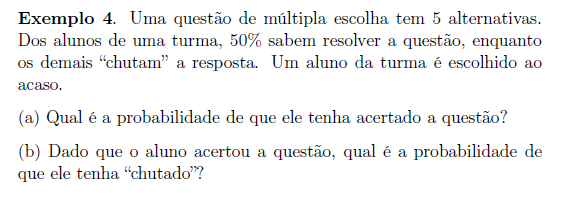 Exemplo 4. Uma questão de múltipla escolha tem 5 alternativas.
Dos alunos de uma turma, 50% sabem resolver a questão, enquanto
os demais “chutam” a resposta. Um aluno da turma é escolhido ao
acaso.
(a) Qual é a probabilidade de que ele tenha acertado a questão?
(b) Dado que o aluno acertou a questão, qual é a probabilidade de
que ele tenha “chutado”?